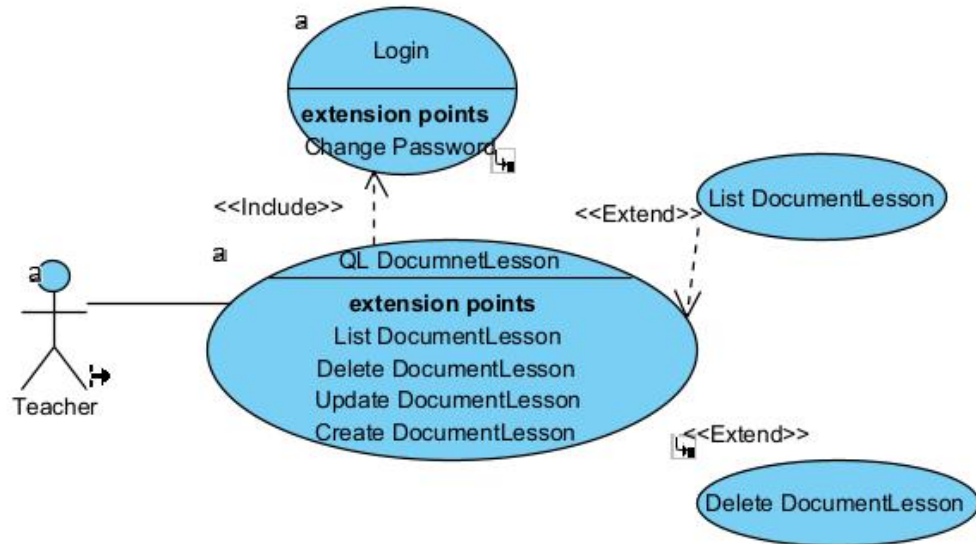 a
Login
extension points
Change Password
<<Include>>
<<Extend>>
List DocumentLesson
a
QL DocumnetLesson
extension points
List DocumentLesson
Delete DocumentLesson
Update DocumentLesson
Create DocumentLesson
a
Teacher
<<Extend>>
Delete DocumentLesson